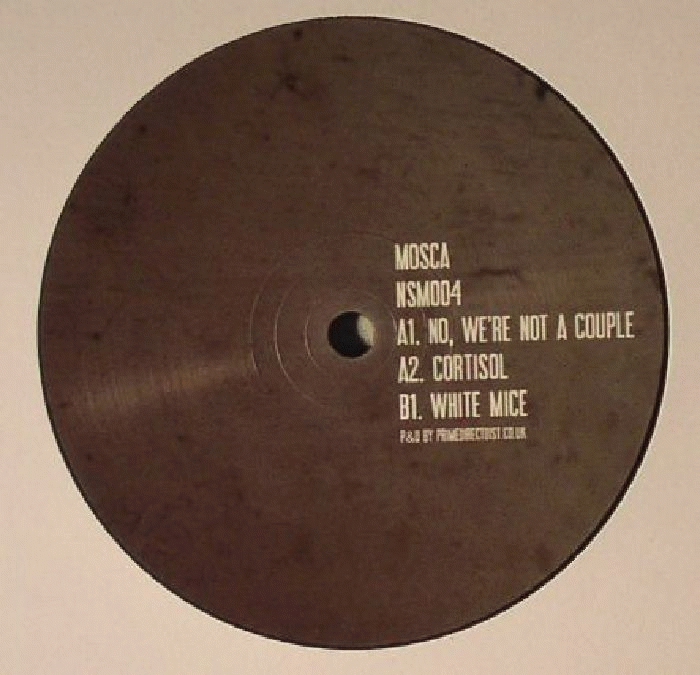 MOSCA
NSM004
A1. NO, WE'RE NOT A COUPLE
A2. CORTISOL
B1. WHITE MICE
P&D BY PRIMEDIRECTDIST.CO.UK